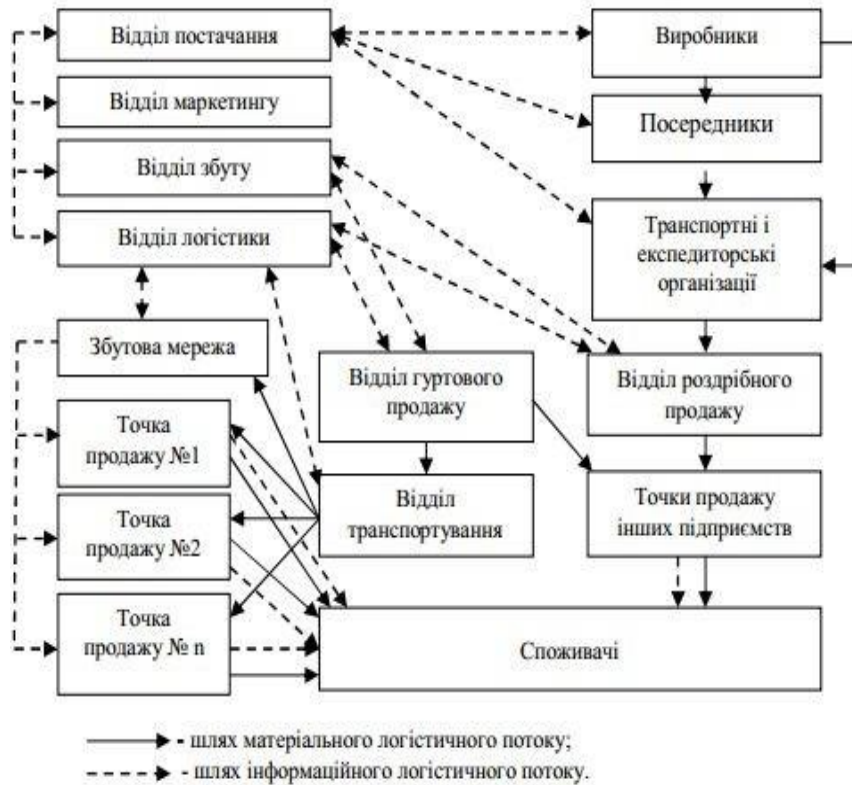 Відділ постачання
Виробники
Відділ маркетингу
Посередники
Відділ збуту
Відділ логістики
Транспортні і
експедиторські
організації
Збутова мережа
Відділ гуртового
продажу
Відділ роздрібного
продажу
Точка
продажу №1
Відділ
транспортування
Точки продажу
інших підприємств
Точка
продажу №2
Точка
продажу № n
Споживачі
- шлях матеріального логістичного потоку;
- шлях інформаційного логістичного потоку.